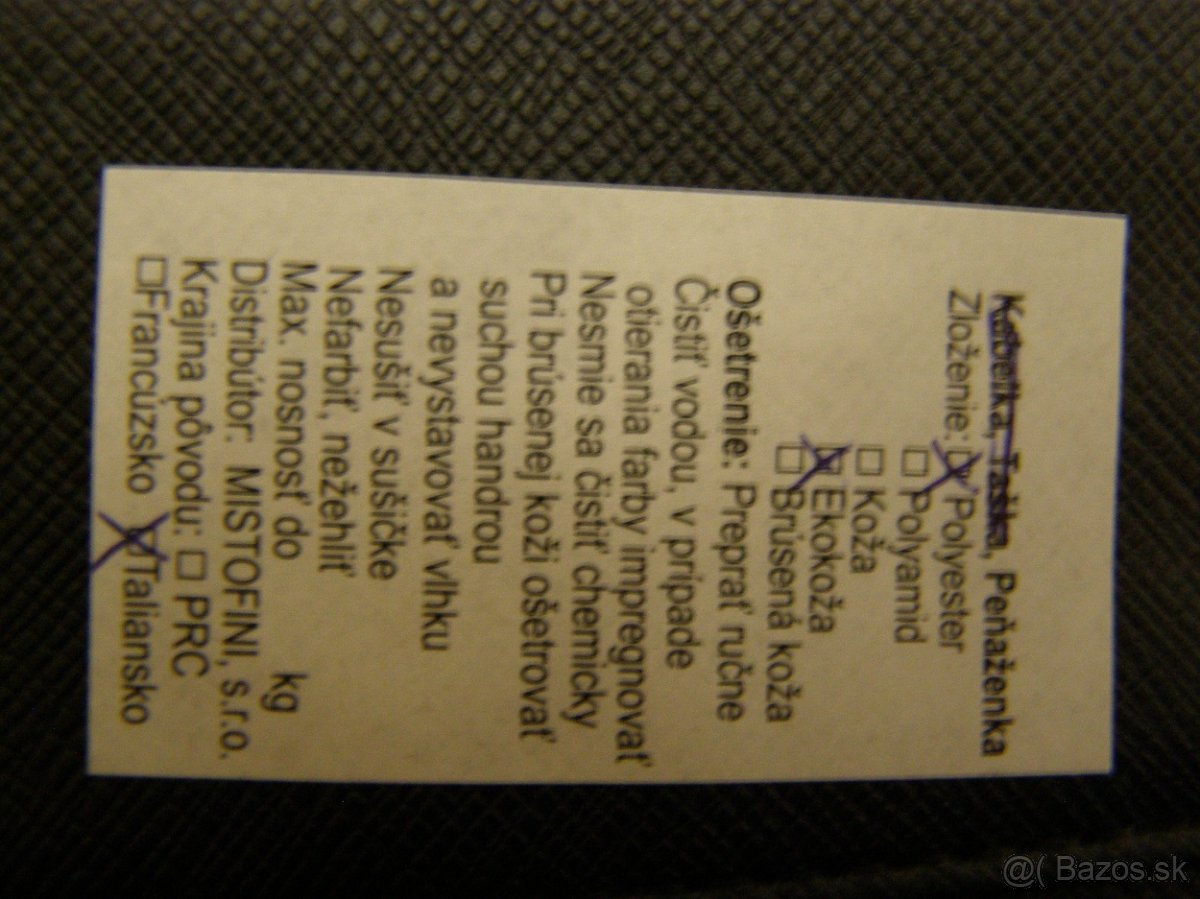 Kabelka, Taška, Peňaženka
Zloženie: ☒ Polyester
☐ Polyamid
☐ Koža
☒ Ekokoža
☐ Brúsená koža
Ošetrenie: Preprať ručne
Čistiť vodou, v prípade
otierania farby impregnovať
Nesmie sa čistiť chemicky
Pri brúsenej koži ošetrovať
suchou handrou
a nevystavovať vlhku
Nesušiť v sušičke
Nefarbiť, nežehliť
Max. nosnosť do kg
Distribútor: MISTOFINI, s.r.o.
Krajina pôvodu: ☐ PRC
☐ Francúzsko ☒ Taliansko
@( Bazos.sk